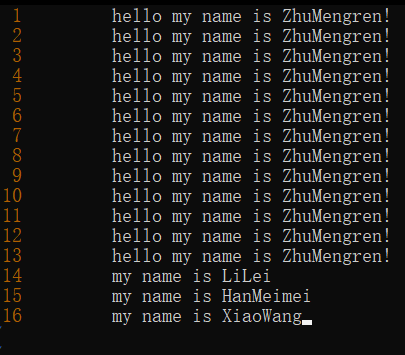 1 hello my name is ZhuMengren!
2 hello my name is ZhuMengren!
3 hello my name is ZhuMengren!
4 hello my name is ZhuMengren!
5 hello my name is ZhuMengren!
6 hello my name is ZhuMengren!
7 hello my name is ZhuMengren!
8 hello my name is ZhuMengren!
9 hello my name is ZhuMengren!
10 hello my name is ZhuMengren!
11 hello my name is ZhuMengren!
12 hello my name is ZhuMengren!
13 hello my name is ZhuMengren!
14 my name is LiLei
15 my name is HanMeimei
16 my name is XiaoWang